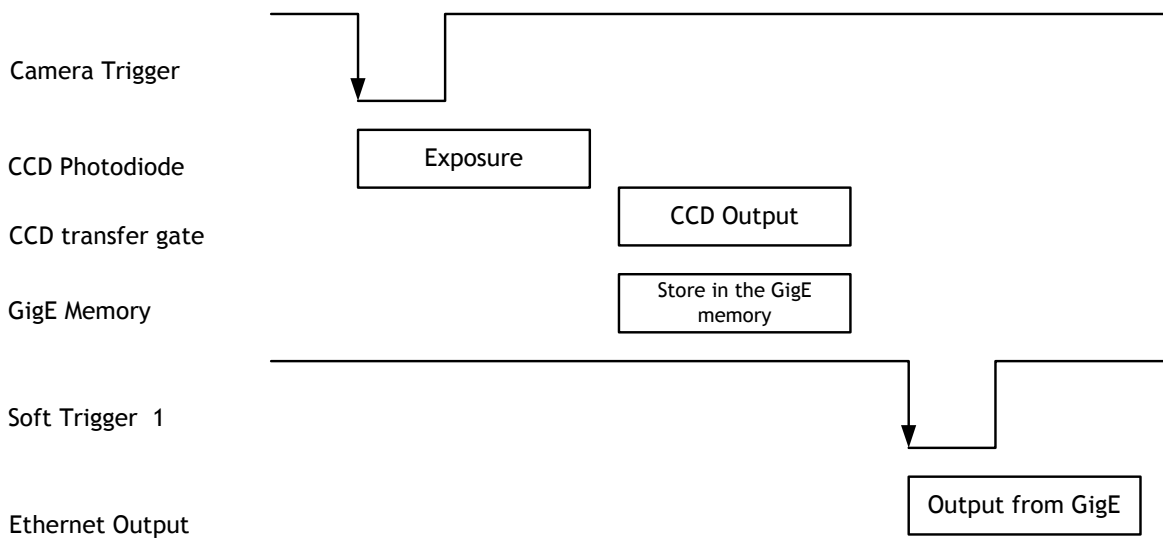 Camera Trigger
CCD Photodiode
Exposure
CCD transfer gate
CCD Output
GigE Memory
Store in the GigE
memory
Soft Trigger 1
Ethernet Output
Output from GigE